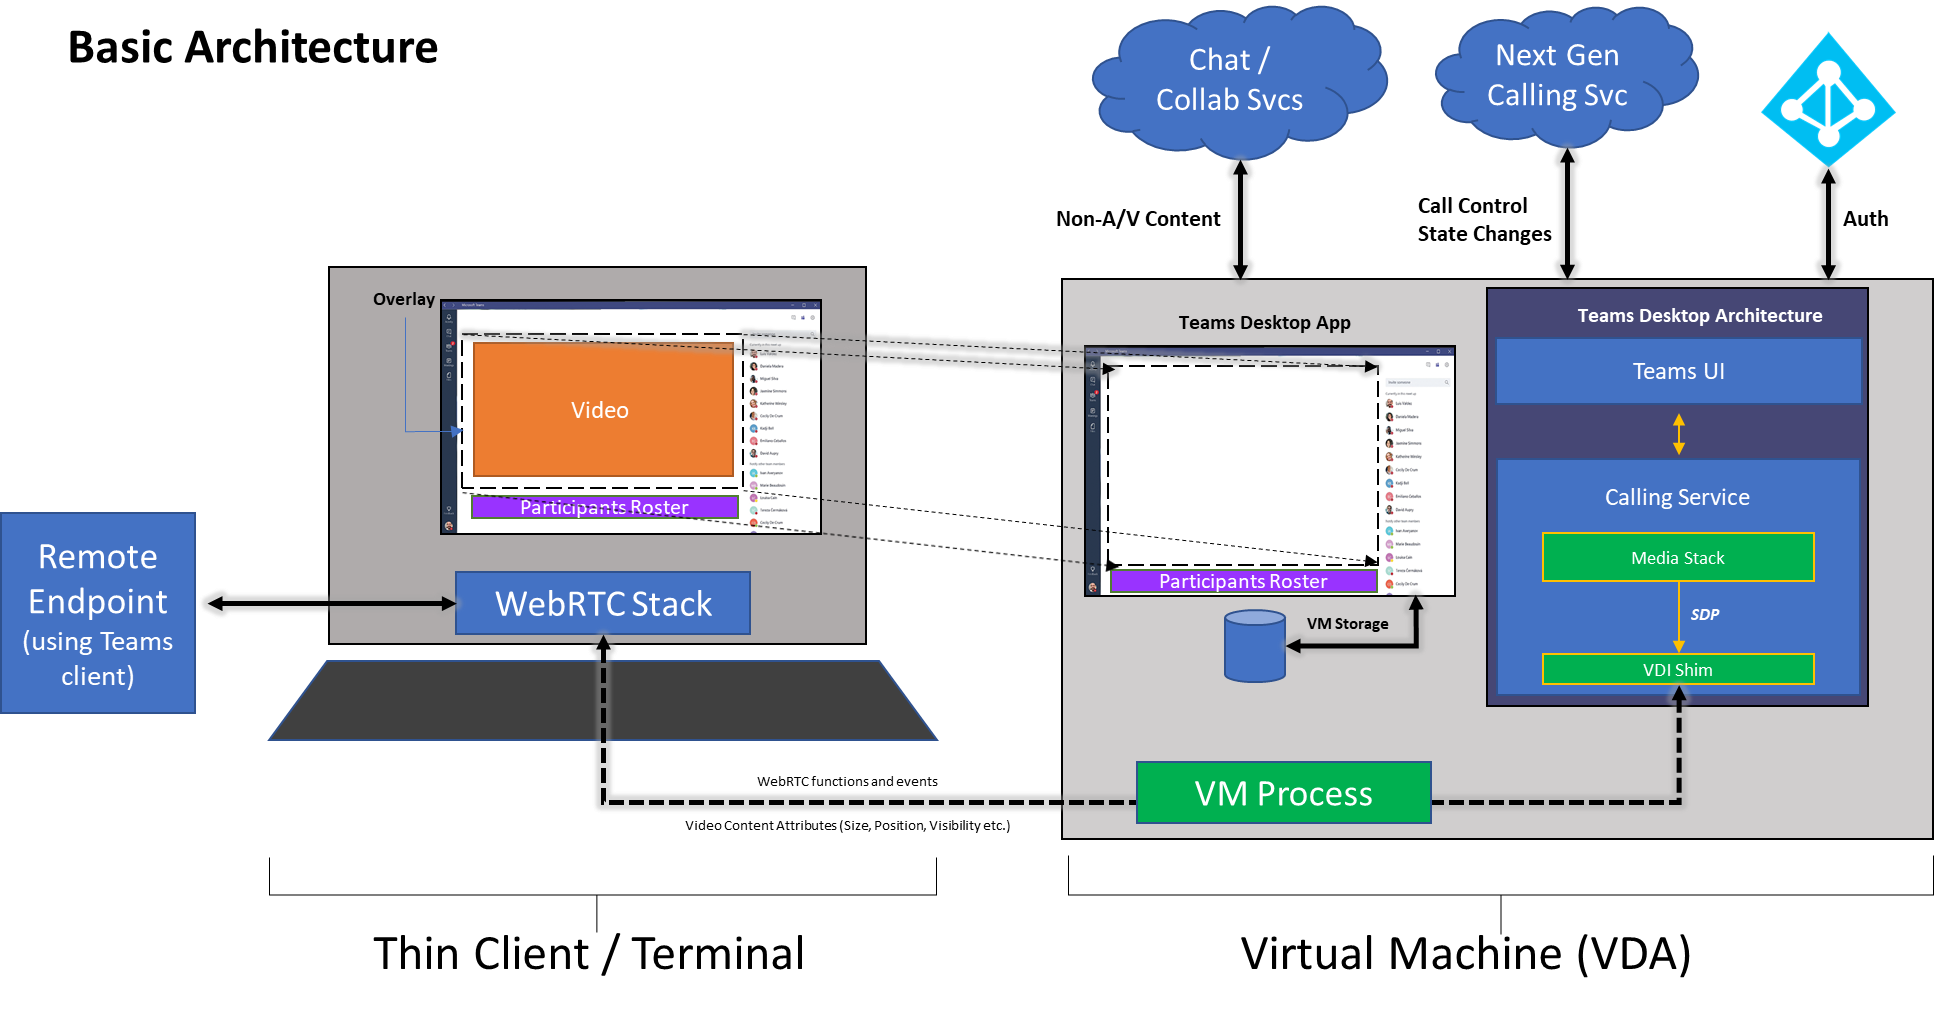 Basic Architecture
Chat /
Collab Svcs
Next Gen
Calling Svc
Non-A/V Content
Call Control
State Changes
Auth
Overlay
Video
Participants Roster
WebRTC Stack
Remote
Endpoint
(using Teams
client)
Teams Desktop App
Participants Roster
VM Storage
Teams Desktop Architecture
Teams UI
Calling Service
Media Stack
SDP
VDI Shim
VM Process
WebRTC functions and events
Video Content Attributes (Size, Position, Visibility etc.)
Thin Client / Terminal
Virtual Machine (VDA)